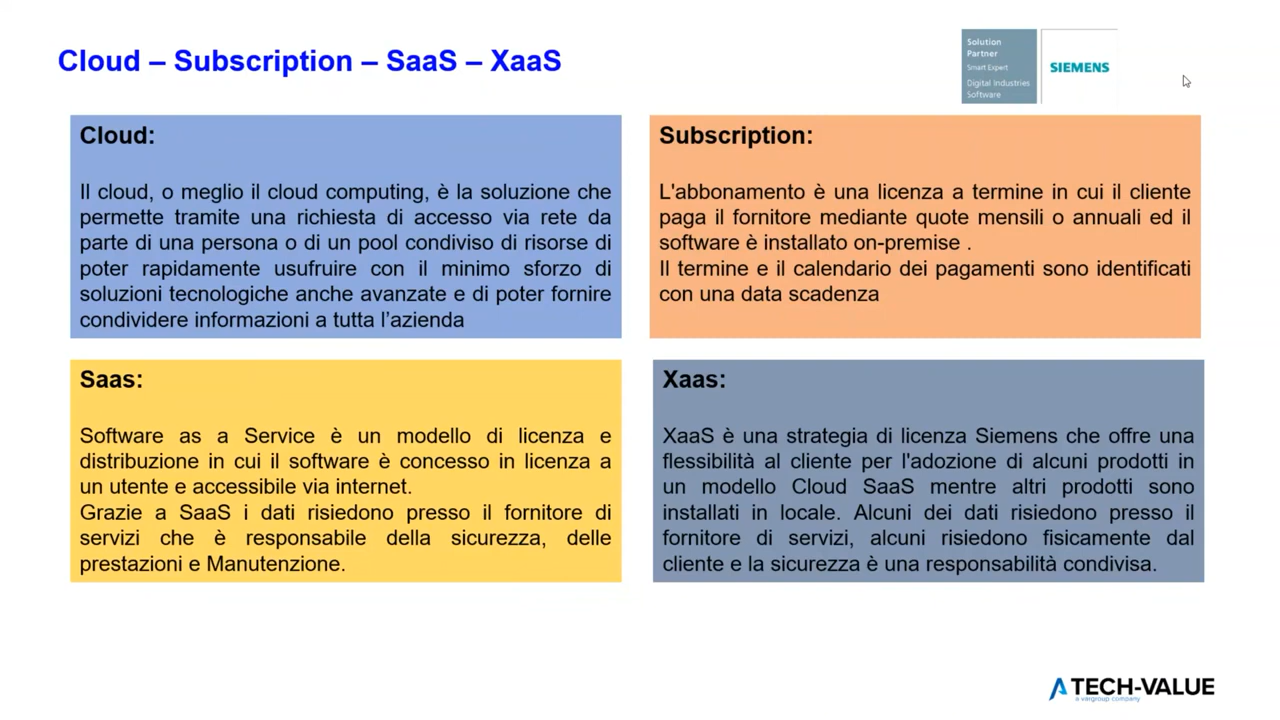 Cloud – Subscription – SaaS – XaaS
Solution
Partner
Smart Expert
Digital Industries
Software
SIEMENS
Cloud:
Il cloud, o meglio il cloud computing, è la soluzione che
permette tramite una richiesta di accesso via rete da
parte di una persona o di un pool condiviso di risorse di
poter rapidamente usufruire con il minimo sforzo di
soluzioni tecnologiche anche avanzate e di poter fornire
condividere informazioni a tutta l’azienda
Subscription:
L'abbonamento è una licenza a termine in cui il cliente
paga il fornitore mediante quote mensili o annuali ed il
software è installato on-premise .
Il termine e il calendario dei pagamenti sono identificati
con una data scadenza
Saas:
Software as a Service è un modello di licenza e
distribuzione in cui il software è concesso in licenza a
un utente e accessibile via internet.
Grazie a SaaS i dati risiedono presso il fornitore di
servizi che è responsabile della sicurezza, delle
prestazioni e Manutenzione.
Xaas:
XaaS è una strategia di licenza Siemens che offre una
flessibilità al cliente per l'adozione di alcuni prodotti in
un modello Cloud SaaS mentre altri prodotti sono
installati in locale. Alcuni dei dati risiedono presso il
fornitore di servizi, alcuni risiedono fisicamente dal
cliente e la sicurezza è una responsabilità condivisa.
TECH-VALUE
a vargroup company